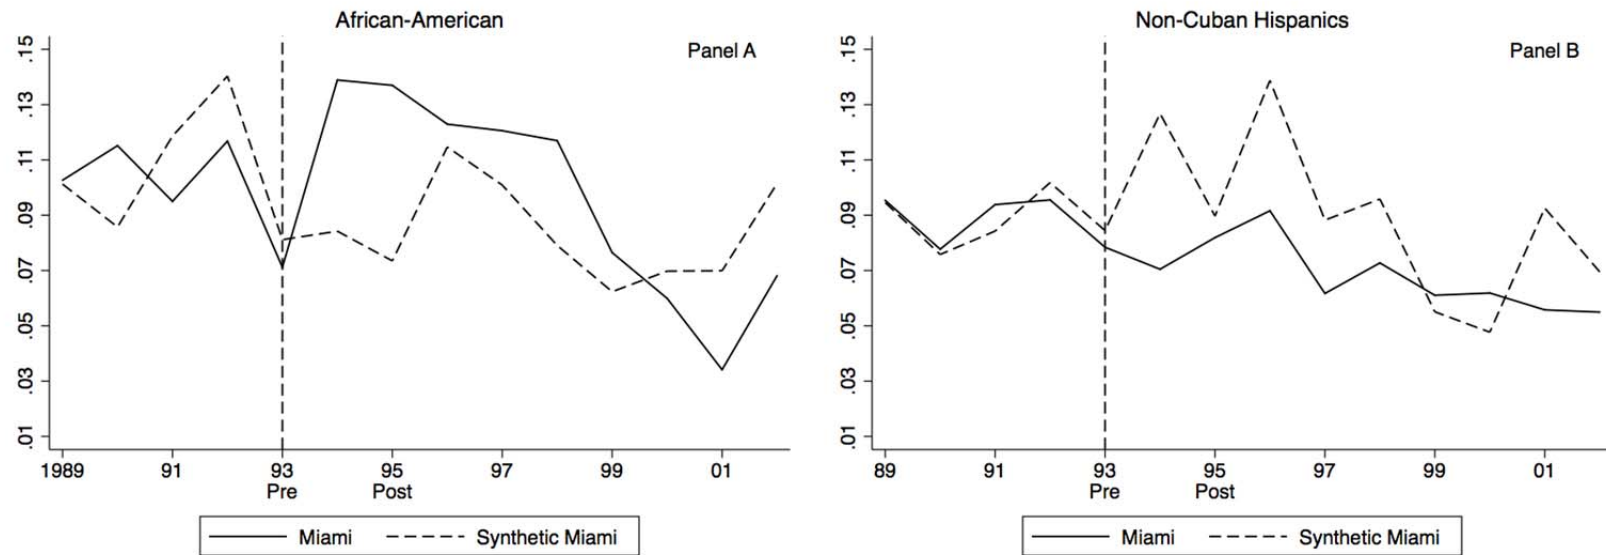 African-American
Panel A
.15
.13
.11
.09
.07
.05
.03
.01
1989 91 93 95 97 99 01
Pre Post
Miami Synthetic Miami
Non-Cuban Hispanics
Panel B
.15
.13
.11
.09
.07
.05
.03
.01
89 91 93 95 97 99 01
Pre Post
Miami Synthetic Miami